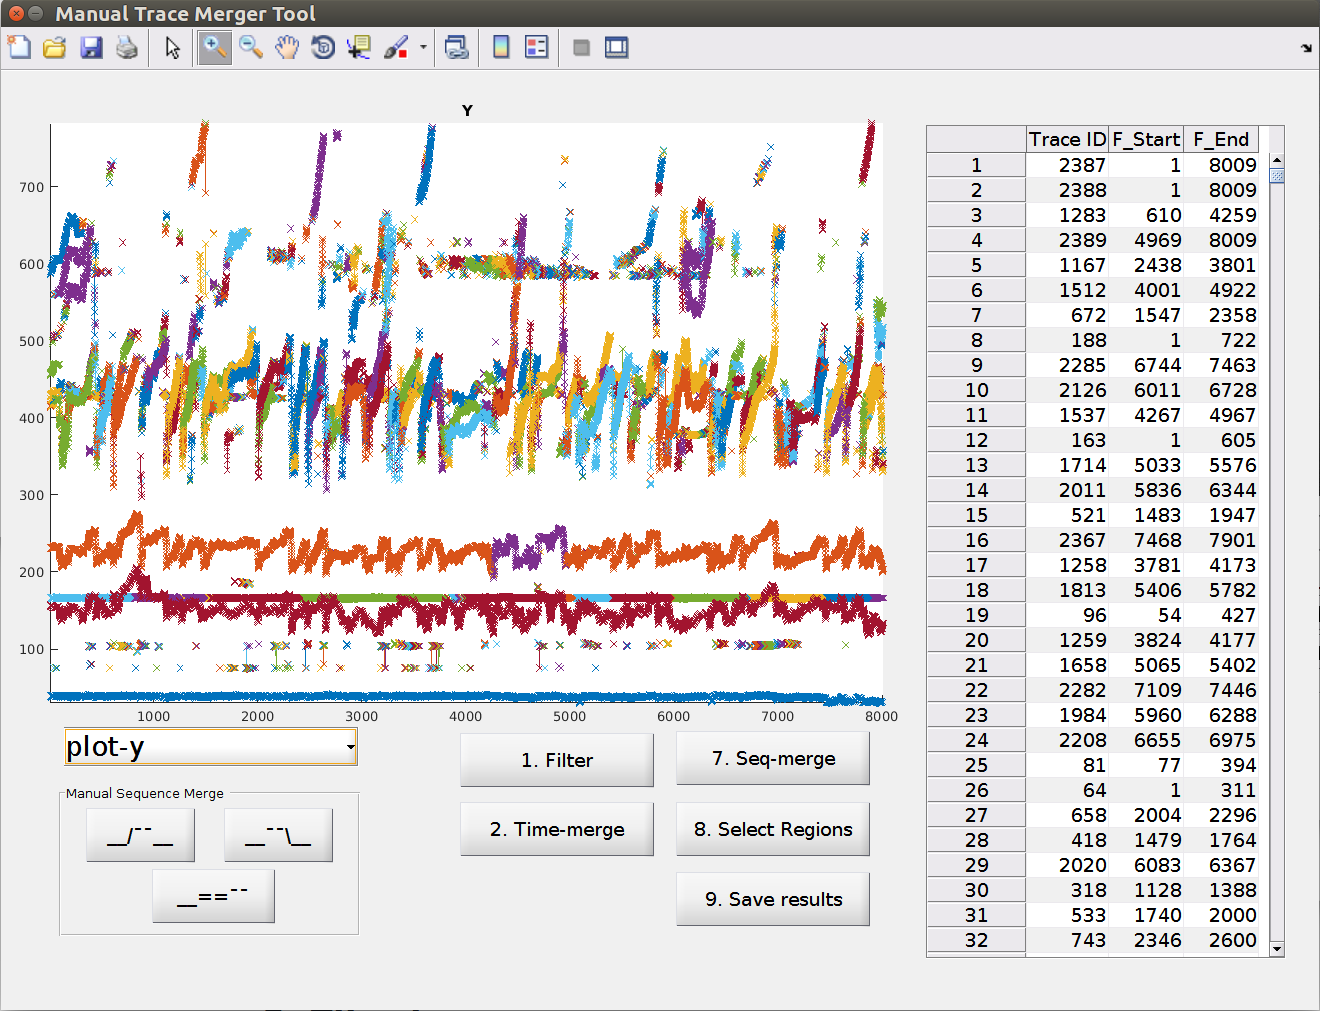 Manual Trace Merger Tool
Y
700
600
500
400
300
200
100
1000 2000 3000 4000 5000 6000 7000 8000
plot-y
Manual Sequence Merge
__/¯¯__
__¯¯\__
__==¯¯
1. Filter
2. Time-merge
7. Seq-merge
8. Select Regions
9. Save results
Trace ID F_Start F_End
1 2387 1 8009
2 2388 1 8009
3 1283 610 4259
4 2389 4969 8009
5 1167 2438 3801
6 1512 4001 4922
7 672 1547 2358
8 188 1 722
9 2285 6744 7463
10 2126 6011 6728
11 1537 4267 4967
12 163 1 605
13 1714 5033 5576
14 2011 5836 6344
15 521 1483 1947
16 2367 7468 7901
17 1258 3781 4173
18 1813 5406 5782
19 96 54 427
20 1259 3824 4177
21 1658 5065 5402
22 2282 7109 7446
23 1984 5960 6288
24 2208 6655 6975
25 81 77 394
26 64 1 311
27 658 2004 2296
28 418 1479 1764
29 2020 6083 6367
30 318 1128 1388
31 533 1740 2000
32 743 2346 2600